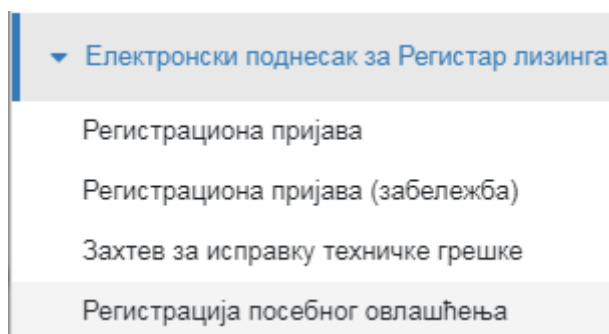 Електронски поднесак за Регистар лизинга
Регистрациона пријава
Регистрациона пријава (забележба)
Захтев за исправку техничке грешке
Регистрација посебног овлашћења